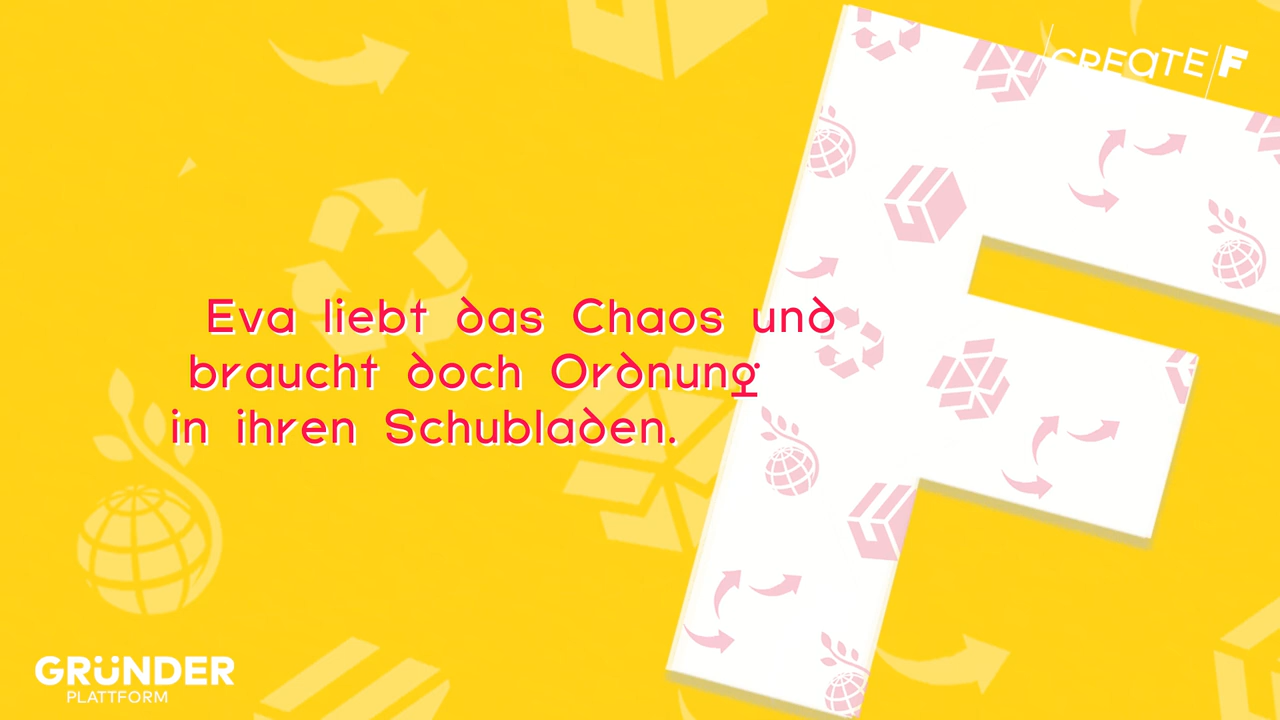 CREATE F
Eva liebt das Chaos und
braucht doch Ordnung
in ihren Schubladen.
GRÜNDER
PLATTFORM